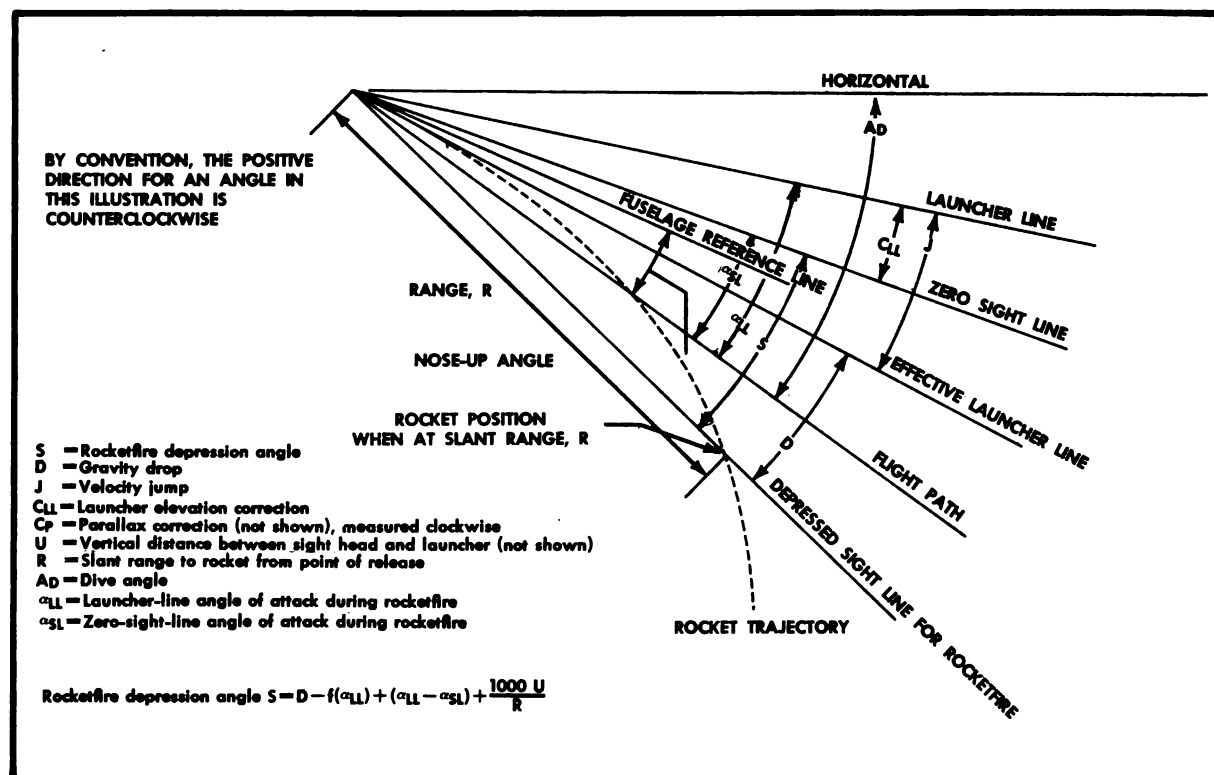 HORIZONTAL
AD
BY CONVENTION, THE POSITIVE
DIRECTION FOR AN ANGLE IN
THIS ILLUSTRATION IS
COUNTERCLOCKWISE
LAUNCHER LINE
FUSELAGE REFERENCE LINE
&
CLL
J
αSL
ZERO SIGHT LINE
RANGE, R
αLL
S
NOSE-UP ANGLE
EFFECTIVE LAUNCHER LINE
ROCKET POSITION
WHEN AT SLANT RANGE, R
D
FLIGHT PATH
DEPRESSED SIGHT LINE FOR ROCKETFIRE
S = Rocketfire depression angle
D = Gravity drop
J = Velocity jump
CLL = Launcher elevation correction
CP = Parallax correction (not shown), measured clockwise
U = Vertical distance between sight head and launcher (not shown)
R = Slant range to rocket from point of release
AD = Dive angle
αLL = Launcher-line angle of attack during rocketfire
αSL = Zero-sight-line angle of attack during rocketfire
ROCKET TRAJECTORY
Rocketfire depression angle S = D − f(αLL) + (αLL − αSL) + 1000 U / R